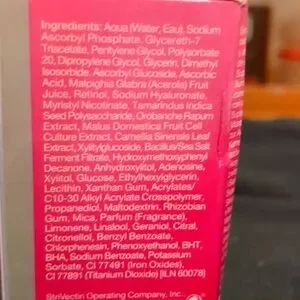 Ingredients: Aqua (Water, Eau), Sodium
Ascorbyl Phosphate, Glycereth-7
Triacetate, Pentylene Glycol, Polysorbate
20, Dipropylene Glycol, Glycerin, Dimethyl
Isosorbide, Ascorbyl Glucoside, Ascorbic
Acid, Malpighia Glabra (Acerola) Fruit
Juice, Retinol, Sodium Hyaluronate,
Myristyl Nicotinate, Tamarindus Indica
Seed Polysaccharide, Orobanche Rapum
Extract, Malus Domestica Fruit Cell
Culture Extract, Camellia Sinensis Leaf
Extract, Xylitylglucoside, Bacillus/Sea Salt
Ferment Filtrate, Hydroxymethoxyphenyl
Decanone, Anhydroxylitol, Adenosine,
Xylitol, Glucose, Ethylhexylglycerin,
Lecithin, Xanthan Gum, Acrylates/
C10-30 Alkyl Acrylate Crosspolymer,
Propanediol, Maltodextrin, Rhizobian
Gum, Mica, Parfum (Fragrance),
Limonene, Linalool, Geraniol, Citral,
Citronellol, Benzyl Benzoate,
Chlorphenesin, Phenoxyethanol, BHT,
BHA, Sodium Benzoate, Potassium
Sorbate, CI 77491 (Iron Oxides),
CI 77891 (Titanium Dioxide) [ILN 60078]
StriVectin Operating Company, Inc.